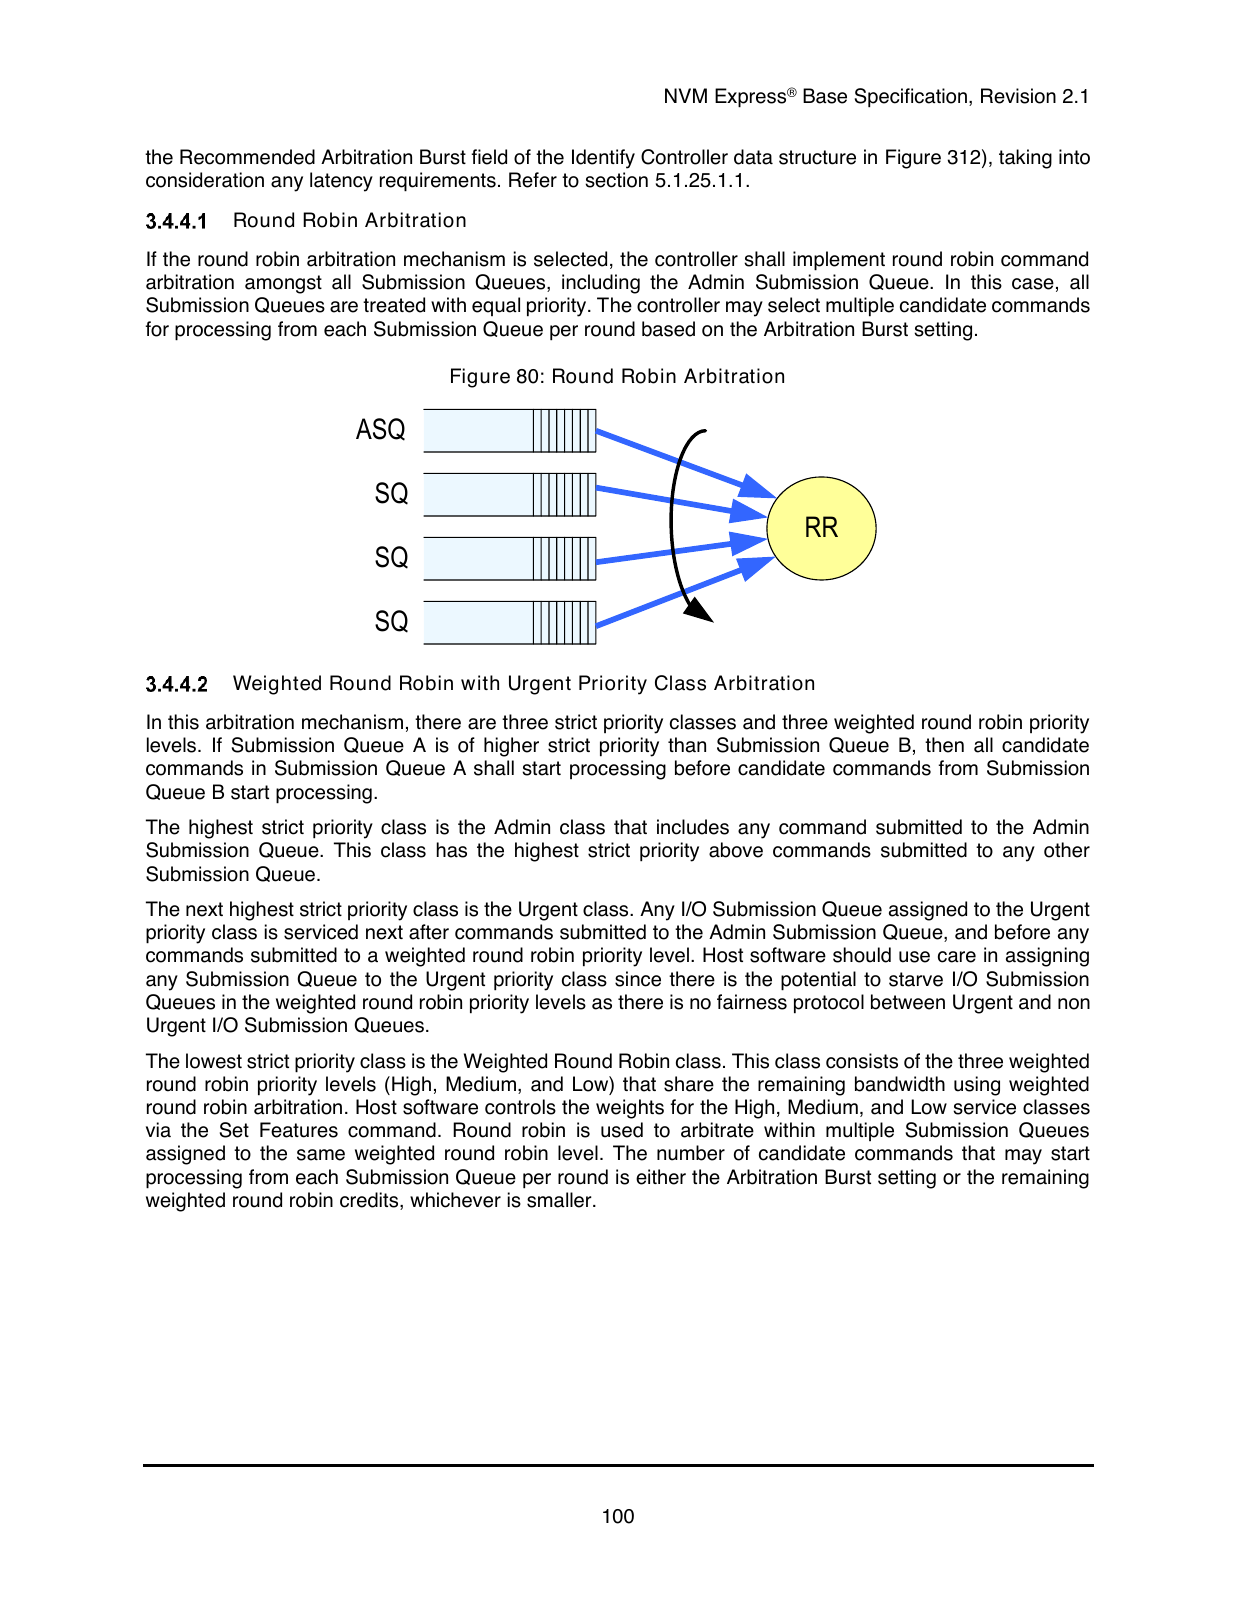 NVM Express® Base Specification, Revision 2.1
the Recommended Arbitration Burst field of the Identify Controller data structure in Figure 312), taking into
consideration any latency requirements. Refer to section 5.1.25.1.1.
3.4.4.1 Round Robin Arbitration
If the round robin arbitration mechanism is selected, the controller shall implement round robin command
arbitration amongst all Submission Queues, including the Admin Submission Queue. In this case, all
Submission Queues are treated with equal priority. The controller may select multiple candidate commands
for processing from each Submission Queue per round based on the Arbitration Burst setting.
Figure 80: Round Robin Arbitration
ASQ
SQ
SQ
SQ
RR
3.4.4.2 Weighted Round Robin with Urgent Priority Class Arbitration
In this arbitration mechanism, there are three strict priority classes and three weighted round robin priority
levels. If Submission Queue A is of higher strict priority than Submission Queue B, then all candidate
commands in Submission Queue A shall start processing before candidate commands from Submission
Queue B start processing.
The highest strict priority class is the Admin class that includes any command submitted to the Admin
Submission Queue. This class has the highest strict priority above commands submitted to any other
Submission Queue.
The next highest strict priority class is the Urgent class. Any I/O Submission Queue assigned to the Urgent
priority class is serviced next after commands submitted to the Admin Submission Queue, and before any
commands submitted to a weighted round robin priority level. Host software should use care in assigning
any Submission Queue to the Urgent priority class since there is the potential to starve I/O Submission
Queues in the weighted round robin priority levels as there is no fairness protocol between Urgent and non
Urgent I/O Submission Queues.
The lowest strict priority class is the Weighted Round Robin class. This class consists of the three weighted
round robin priority levels (High, Medium, and Low) that share the remaining bandwidth using weighted
round robin arbitration. Host software controls the weights for the High, Medium, and Low service classes
via the Set Features command. Round robin is used to arbitrate within multiple Submission Queues
assigned to the same weighted round robin level. The number of candidate commands that may start
processing from each Submission Queue per round is either the Arbitration Burst setting or the remaining
weighted round robin credits, whichever is smaller.
100